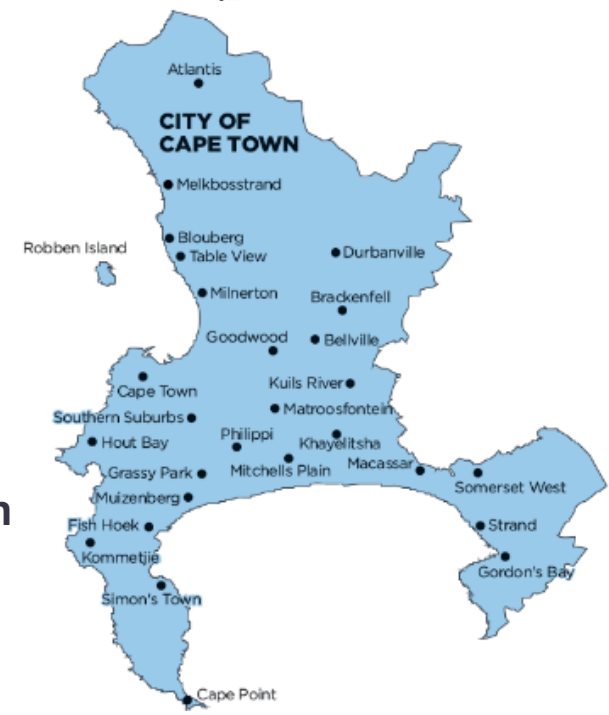 Atlantis
CITY OF
CAPE TOWN
Melkbosstrand
Blouberg
Robben Island
Table View
Durbanville
Milnerton
Brackenfell
Goodwood
Bellville
Kuils River
Cape Town
Matroosfontein
Southern Suburbs
Philippi
Khayelitsha
Hout Bay
Macassar
Mitchells Plain
Grassy Park
Somerset West
Muizenberg
n
Fish Hoek
Strand
Kommetjie
Gordon's Bay
Simon's Town
Cape Point